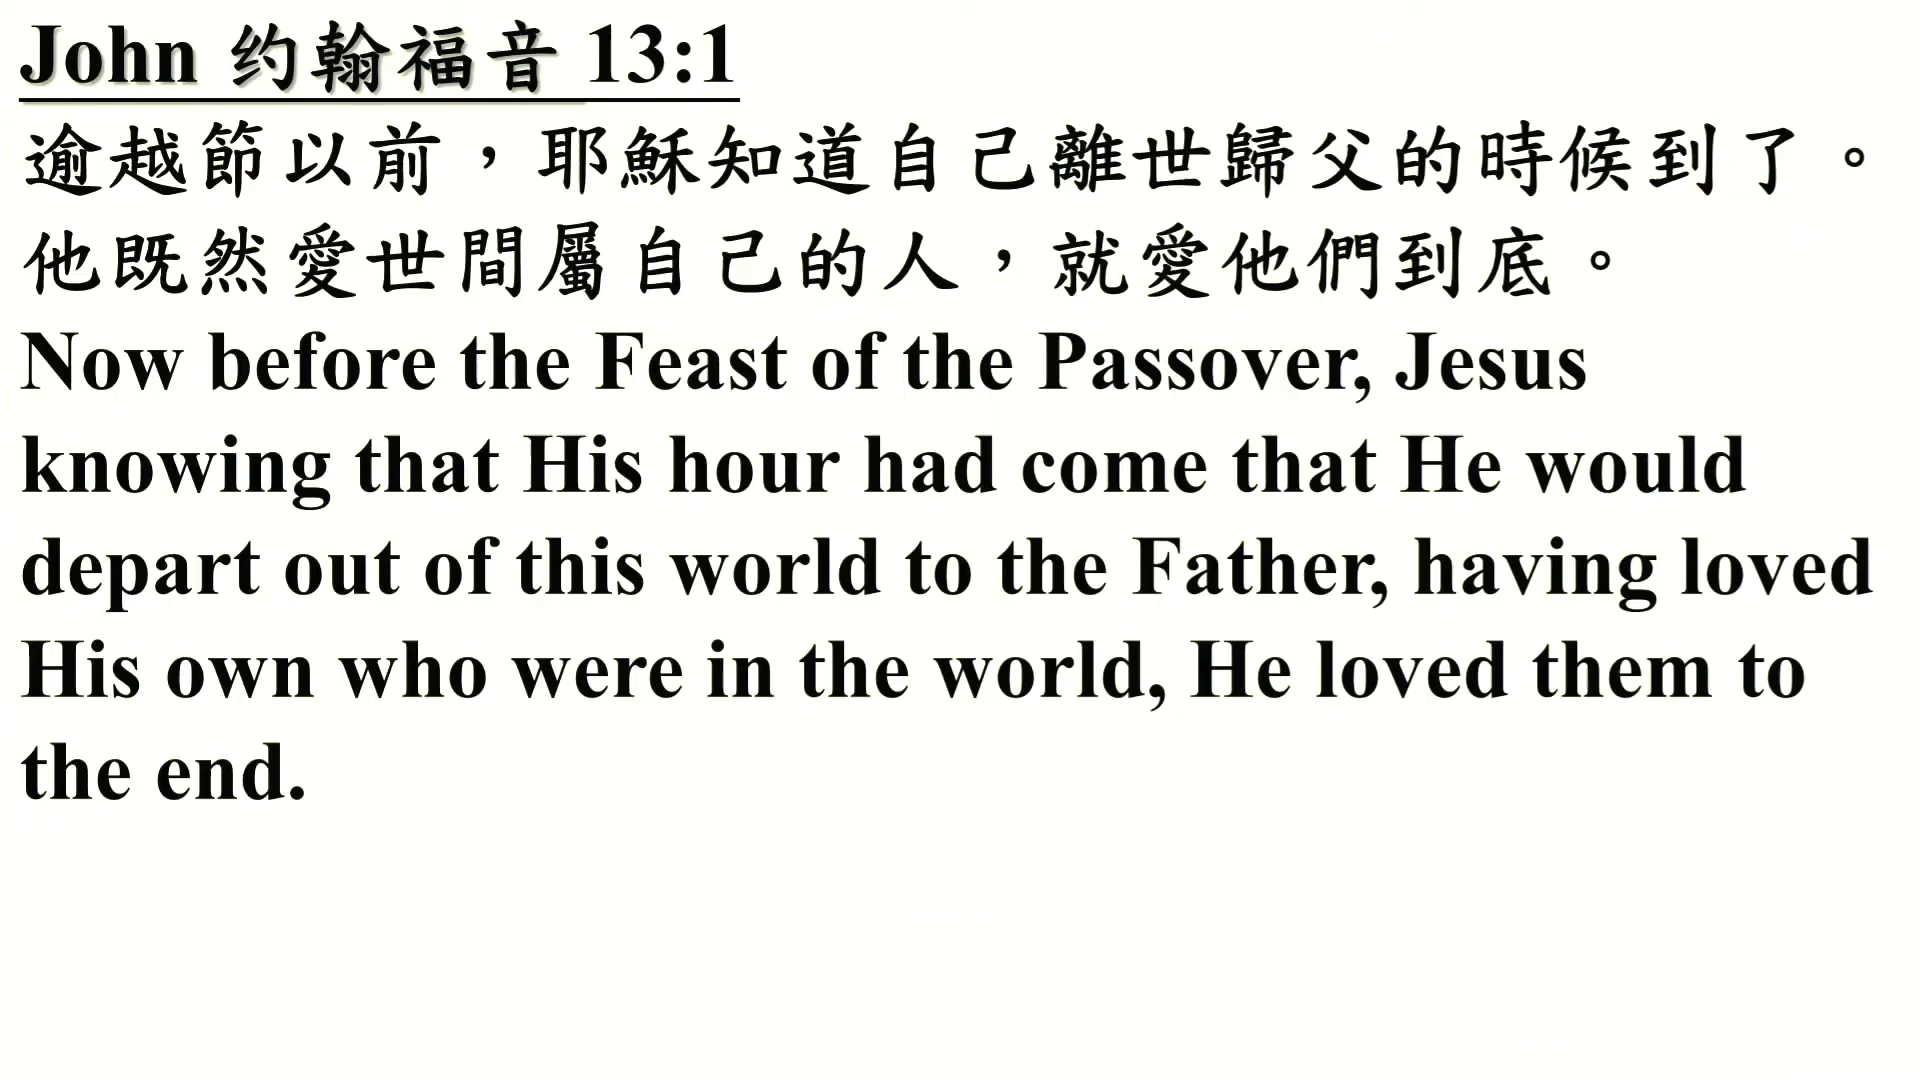 John 约翰福音 13:1
逾越節以前，耶穌知道自己離世歸父的時候到了。
他既然愛世間屬自己的人，就愛他們到底。
Now before the Feast of the Passover, Jesus
knowing that His hour had come that He would
depart out of this world to the Father, having loved
His own who were in the world, He loved them to
the end.